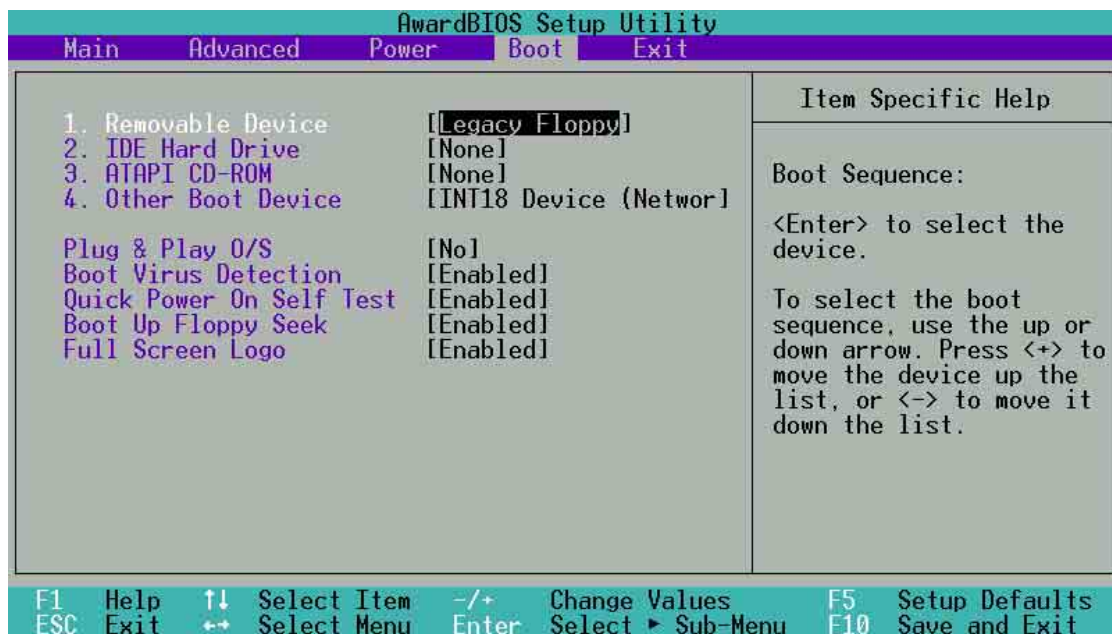 AwardBIOS Setup Utility
Main Advanced Power Boot Exit
1. Removable Device [Legacy Floppy]
2. IDE Hard Drive [None]
3. ATAPI CD-ROM [None]
4. Other Boot Device [INT18 Device (Networ]
Plug & Play O/S [No]
Boot Virus Detection [Enabled]
Quick Power On Self Test [Enabled]
Boot Up Floppy Seek [Enabled]
Full Screen Logo [Enabled]
Item Specific Help
Boot Sequence:
<Enter> to select the
device.
To select the boot
sequence, use the up or
down arrow. Press <+> to
move the device up the
list, or <-> to move it
down the list.
F1 Help ↑↓ Select Item -/+ Change Values F5 Setup Defaults
ESC Exit ←→ Select Menu Enter Select ► Sub-Menu F10 Save and Exit